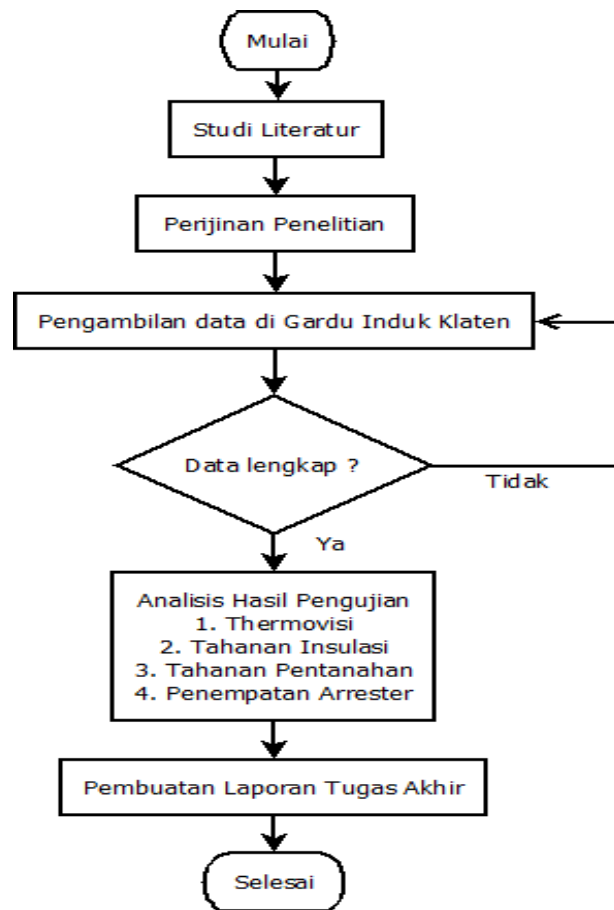 Mulai
Studi Literatur
Perijinan Penelitian
Pengambilan data di Gardu Induk Klaten
Data lengkap ?
Tidak
Ya
Analisis Hasil Pengujian
1. Thermovisi
2. Tahanan Insulasi
3. Tahanan Pentanahan
4. Penempatan Arrester
Pembuatan Laporan Tugas Akhir
Selesai